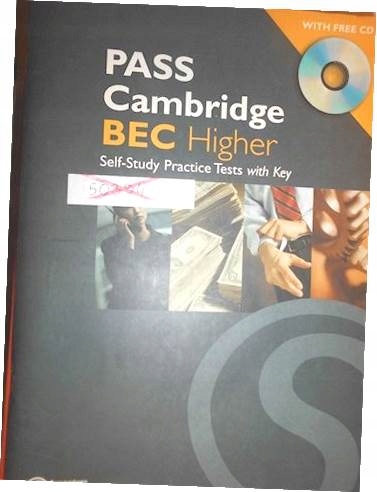 WITH FREE CD
PASS
Cambridge
BEC Higher
Self-Study Practice Tests with Key